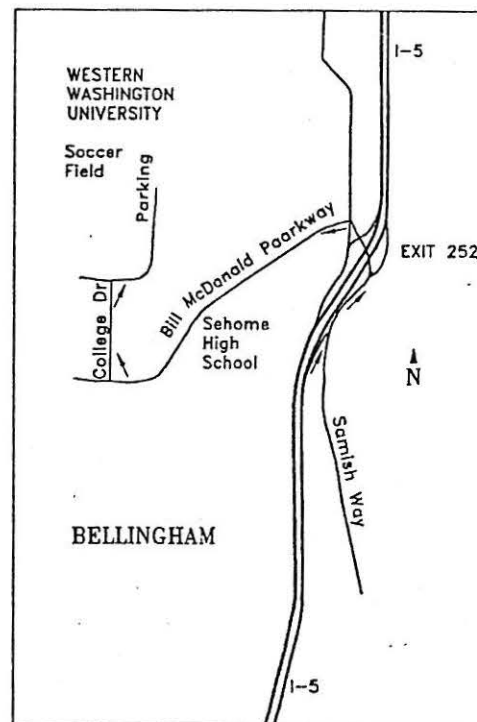 I-5
WESTERN
WASHINGTON
UNIVERSITY
Soccer
Field
Parking
Bill McDonald Paarkway
EXIT 252
College Dr
Sehome
High
School
N
Samish Way
BELLINGHAM
I-5